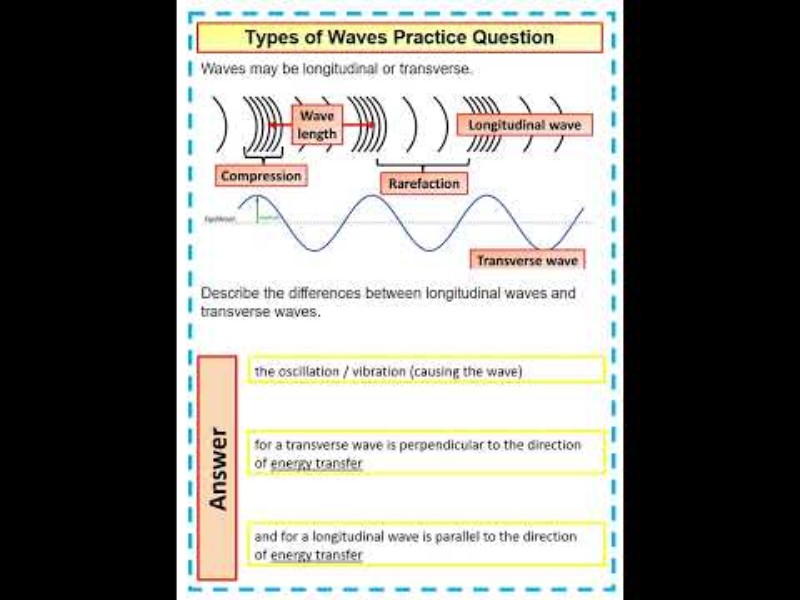 Types of Waves Practice Question
Waves may be longitudinal or transverse.
Wave
length
Longitudinal wave
Compression
Rarefaction
Transverse wave
Describe the differences between longitudinal waves and
transverse waves.
Answer
the oscillation / vibration (causing the wave)
for a transverse wave is perpendicular to the direction
of energy transfer
and for a longitudinal wave is parallel to the direction
of energy transfer